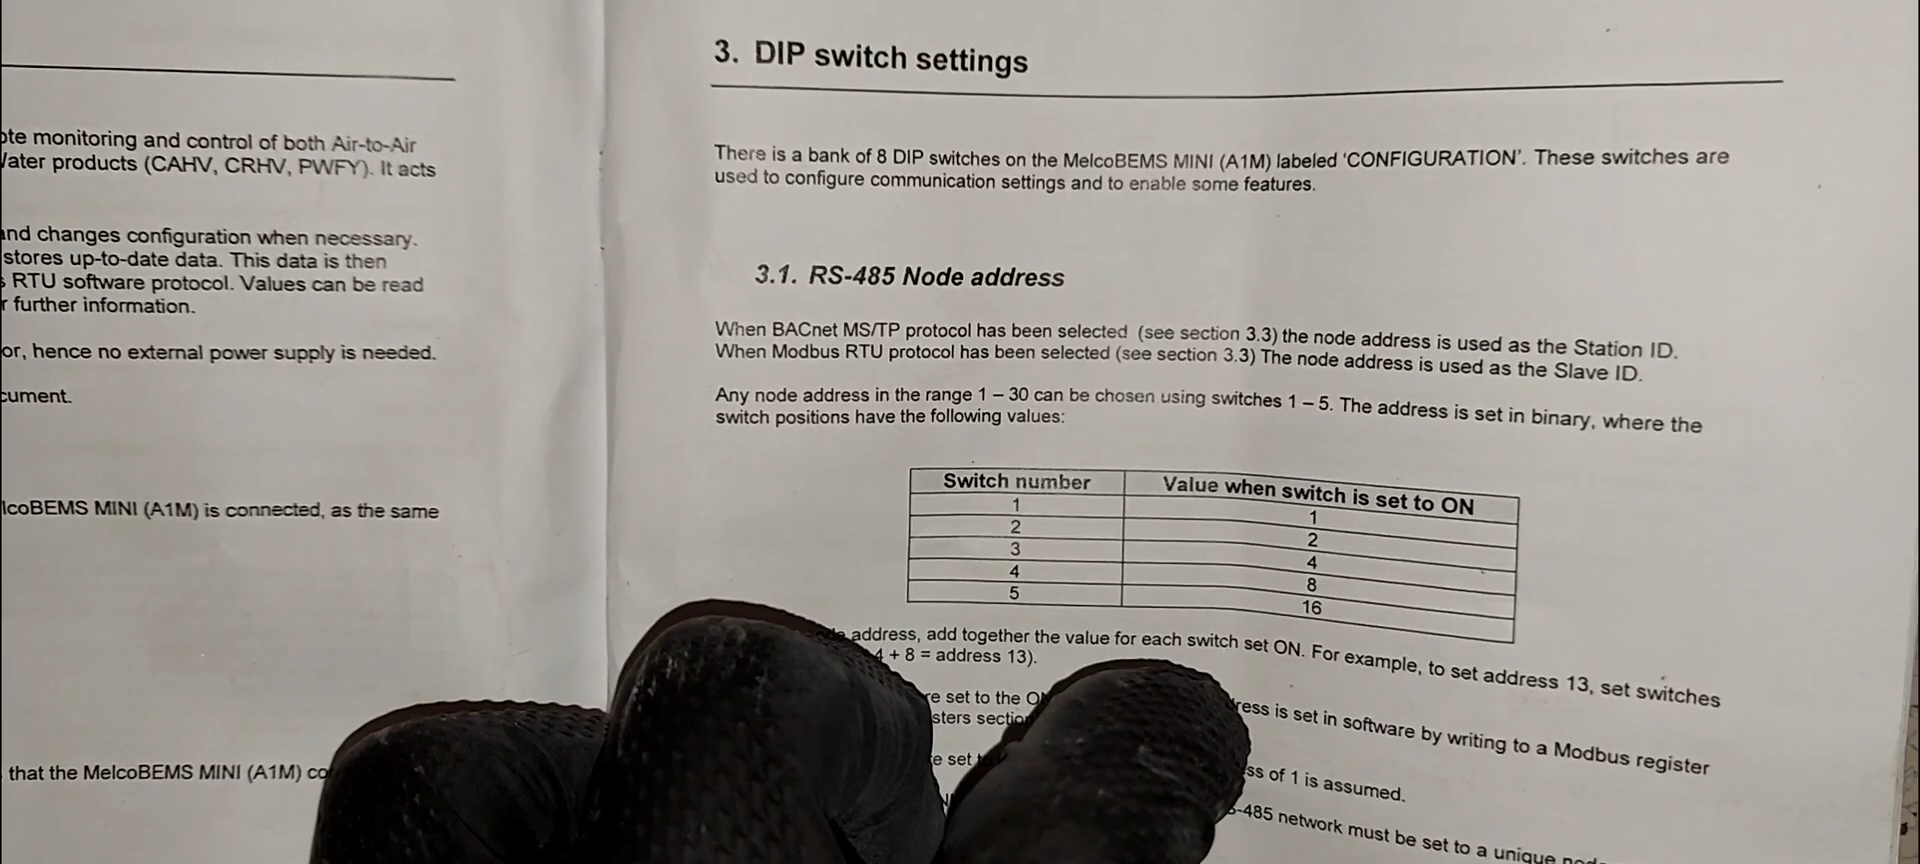 ote monitoring and control of both Air-to-Air
Water products (CAHV, CRHV, PWFY). It acts
and changes configuration when necessary.
stores up-to-date data. This data is then
s RTU software protocol. Values can be read
r further information.
or, hence no external power supply is needed.
cument.
lcoBEMS MINI (A1M) is connected, as the same
that the MelcoBEMS MINI (A1M) co
3. DIP switch settings
There is a bank of 8 DIP switches on the MelcoBEMS MINI (A1M) labeled 'CONFIGURATION'. These switches are
used to configure communication settings and to enable some features.
3.1. RS-485 Node address
When BACnet MS/TP protocol has been selected (see section 3.3) the node address is used as the Station ID.
When Modbus RTU protocol has been selected (see section 3.3) The node address is used as the Slave ID.
Any node address in the range 1 – 30 can be chosen using switches 1 – 5. The address is set in binary, where the
switch positions have the following values:
Switch number Value when switch is set to ON
1 1
2 2
3 4
4 8
5 16
address, add together the value for each switch set ON. For example, to set address 13, set switches
4 + 8 = address 13).
re set to the ON ress is set in software by writing to a Modbus register
sters section
e set ss of 1 is assumed.
-485 network must be set to a unique